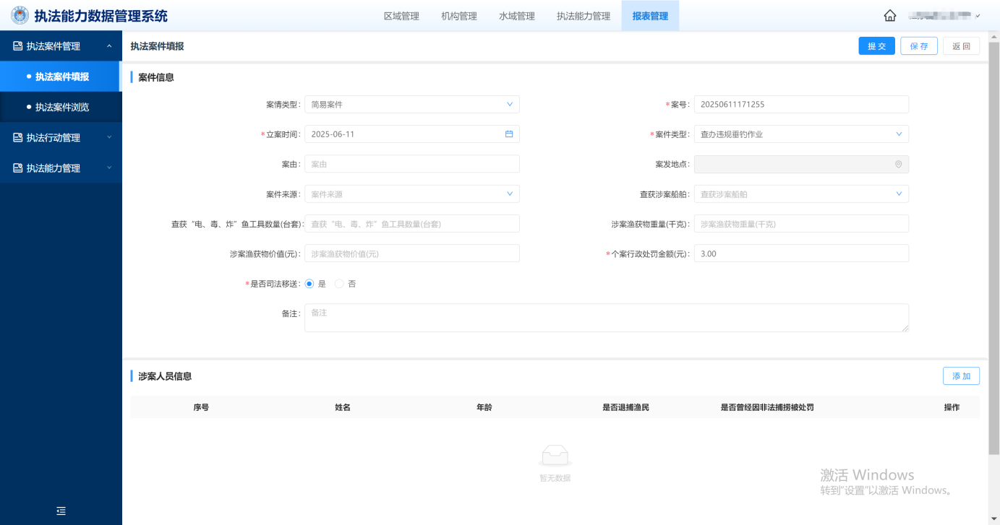 执法能力数据管理系统
区域管理 机构管理 水域管理 执法能力管理 报表管理
执法案件管理
执法案件填报
执法案件浏览
执法行动管理
执法能力管理
执法案件填报 提 交 保 存 返 回
案件信息
案情类型: 简易案件 *案号: 20250611171255
*立案时间: 2025-06-11 *案件类型: 查办违规垂钓作业
案由: 案由 案发地点:
案件来源: 案件来源 查获涉案船舶: 查获涉案船舶
查获“电、毒、炸”鱼工具数量(台套): 查获“电、毒、炸”鱼工具数量(台套) 涉案渔获物重量(千克): 涉案渔获物重量(千克)
涉案渔获物价值(元): 涉案渔获物价值(元) *个案行政处罚金额(元): 3.00
*是否司法移送: 是 否
备注: 备注
涉案人员信息 添 加
序号 姓名 年龄 是否退捕渔民 是否曾经因非法捕捞被处罚 操作
暂无数据
激活 Windows
转到"设置"以激活 Windows。